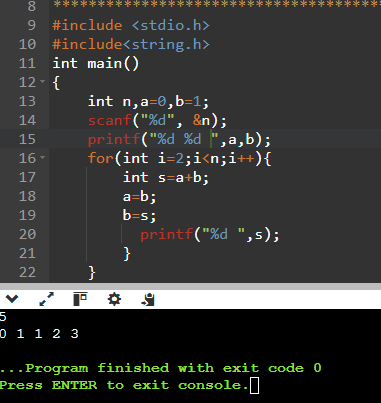 8 ****************************************
9 #include <stdio.h>
10 #include<string.h>
11 int main()
12 {
13 int n,a=0,b=1;
14 scanf("%d", &n);
15 printf("%d %d ",a,b);
16 for(int i=2;i<n;i++){
17 int s=a+b;
18 a=b;
19 b=s;
20 printf("%d ",s);
21 }
22 }
5
0 1 1 2 3
...Program finished with exit code 0
Press ENTER to exit console.